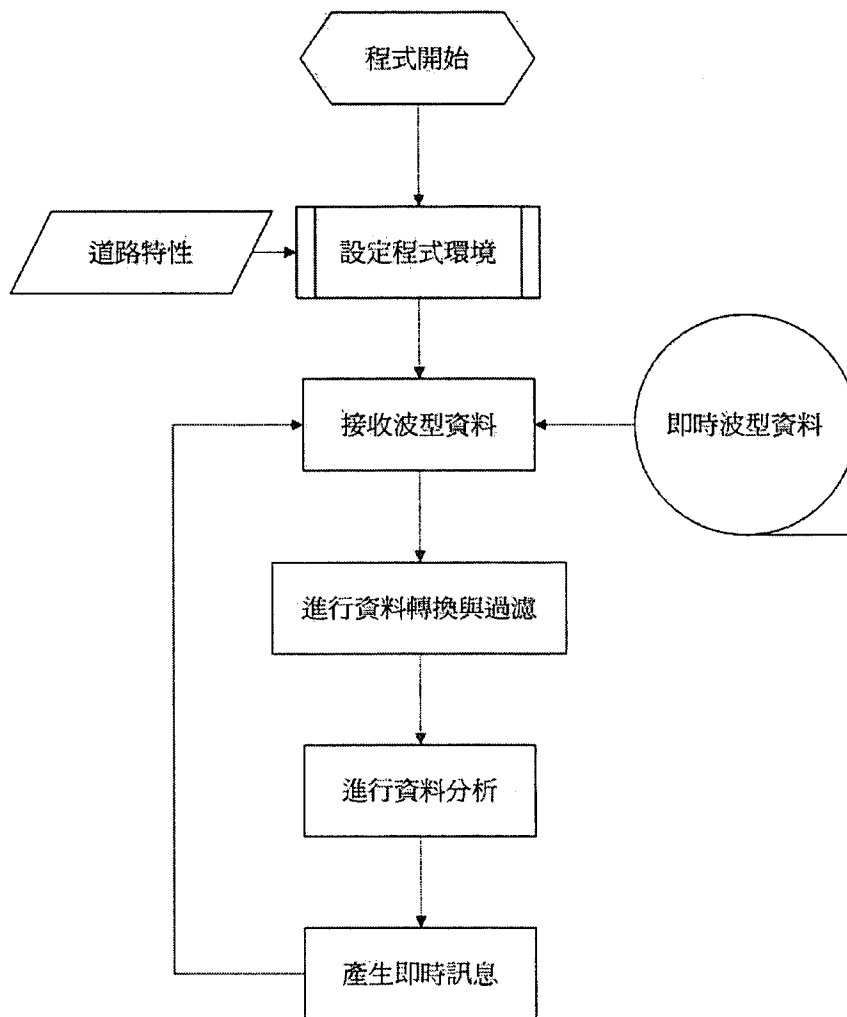 程式開始
道路特性
設定程式環境
接收波型資料
即時波型資料
進行資料轉換與過濾
進行資料分析
產生即時訊息